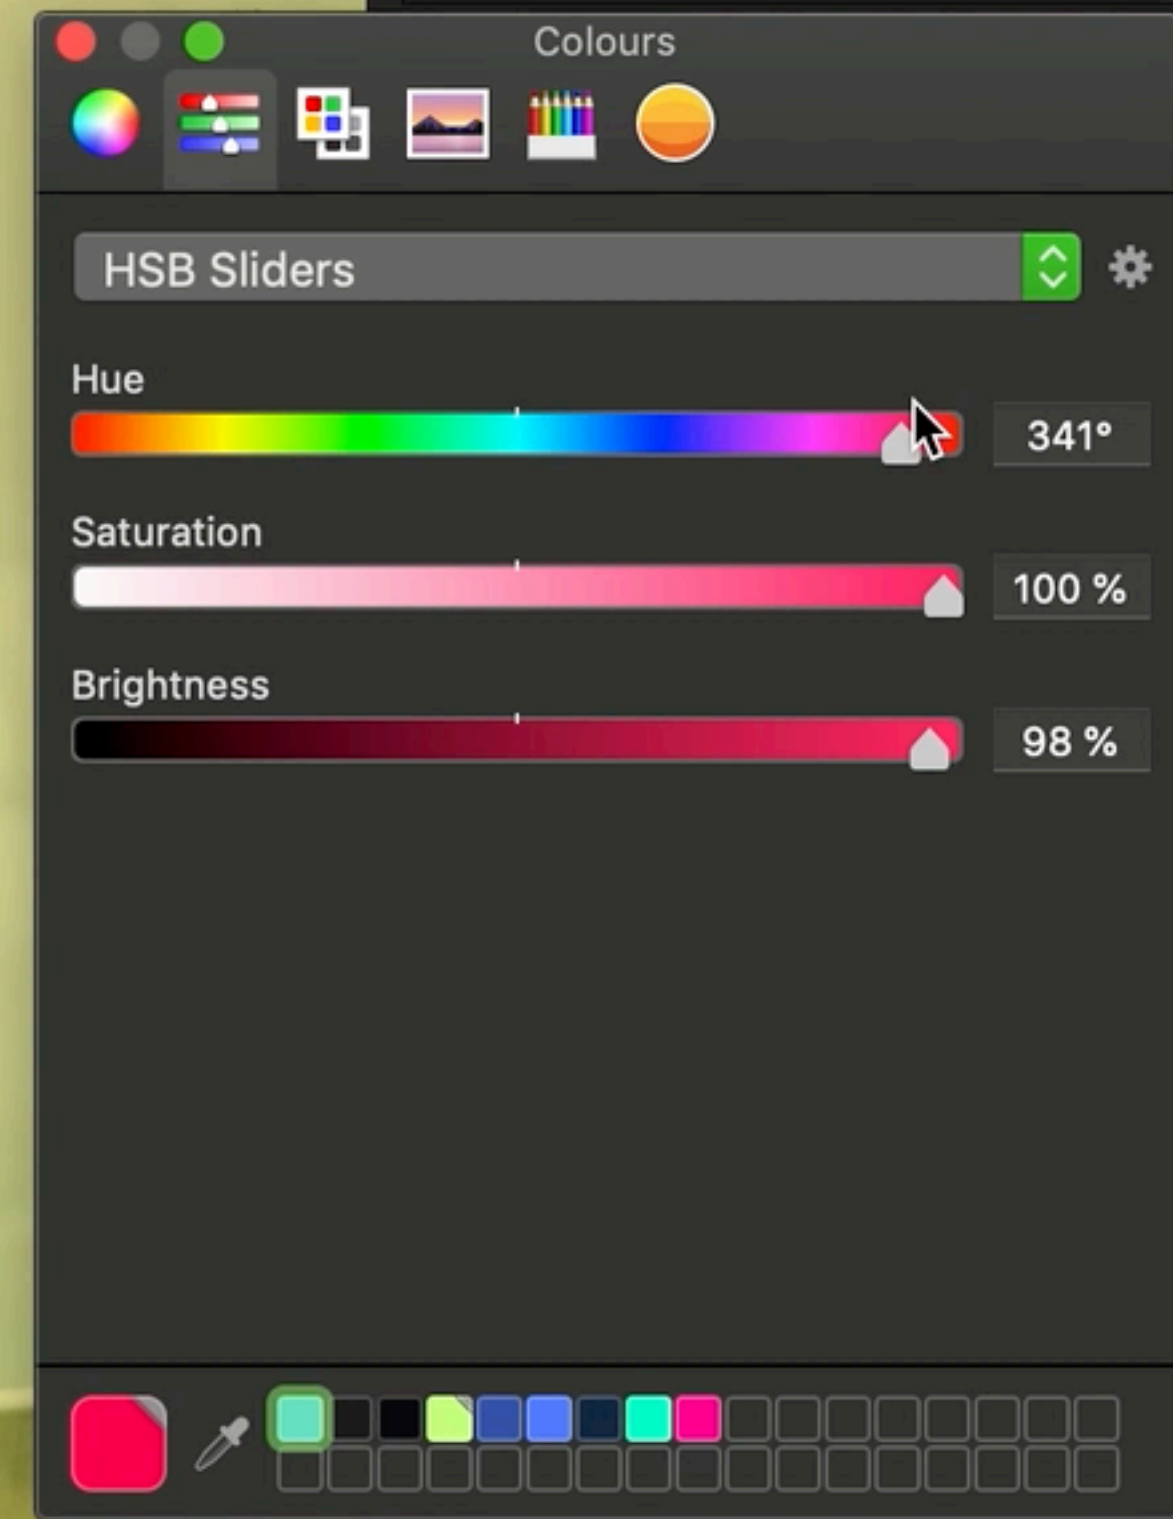 Colours
HSB Sliders
Hue
341°
Saturation
100 %
Brightness
98 %